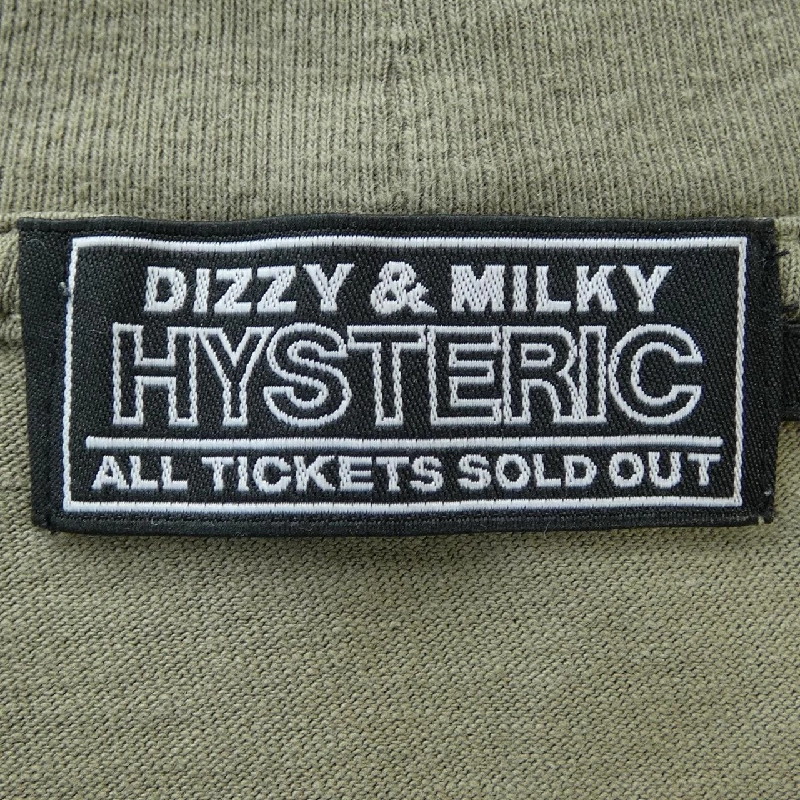 DIZZY & MILKY
HYSTERIC
ALL TICKETS SOLD OUT